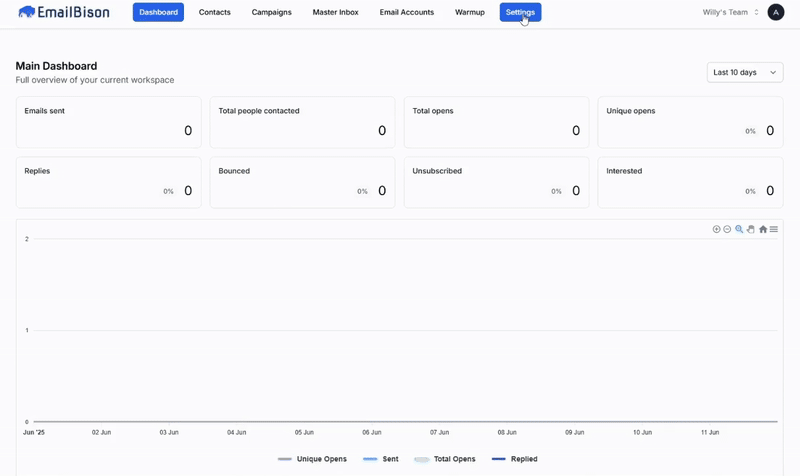 EmailBison Dashboard Contacts Campaigns Master Inbox Email Accounts Warmup Settings Willy's Team A
Main Dashboard
Full overview of your current workspace
Last 10 days
Emails sent
0
Total people contacted
0
Total opens
0
Unique opens
0% 0
Replies
0% 0
Bounced
0% 0
Unsubscribed
0% 0
Interested
0% 0
2
1
0
Jun '25 02 Jun 03 Jun 04 Jun 05 Jun 06 Jun 07 Jun 08 Jun 09 Jun 10 Jun 11 Jun
Unique Opens Sent Total Opens Replied